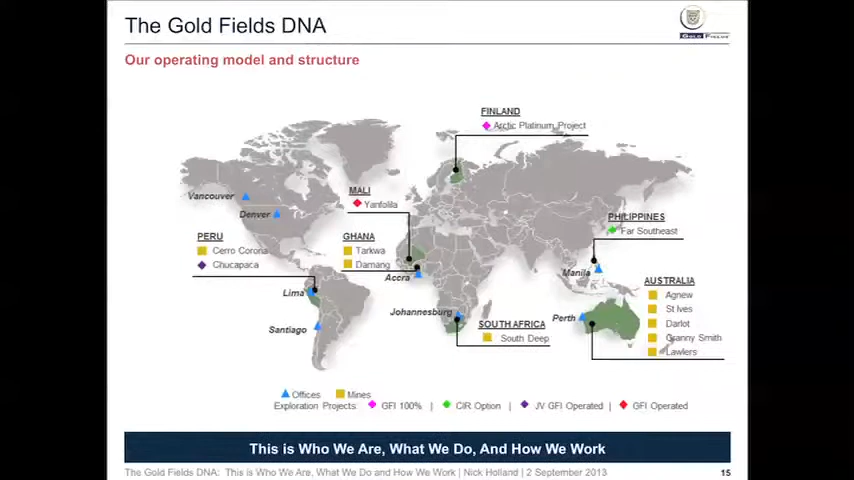 The Gold Fields DNA
GOLD FIELDS
Our operating model and structure
FINLAND
Arctic Platinum Project
Vancouver
Denver
MALI
Yanfolila
PERU
Cerro Corona
Chucapaca
GHANA
Tarkwa
Damang
Accra
PHILIPPINES
Far Southeast
Manila
AUSTRALIA
Agnew
St Ives
Darlot
Granny Smith
Lawlers
Lima
Santiago
Johannesburg
SOUTH AFRICA
South Deep
Perth
Offices Mines
Exploration Projects: GFI 100% | CIR Option | JV GFI Operated | GFI Operated
This is Who We Are, What We Do, And How We Work
The Gold Fields DNA: This is Who We Are, What We Do and How We Work | Nick Holland | 2 September 2013 15